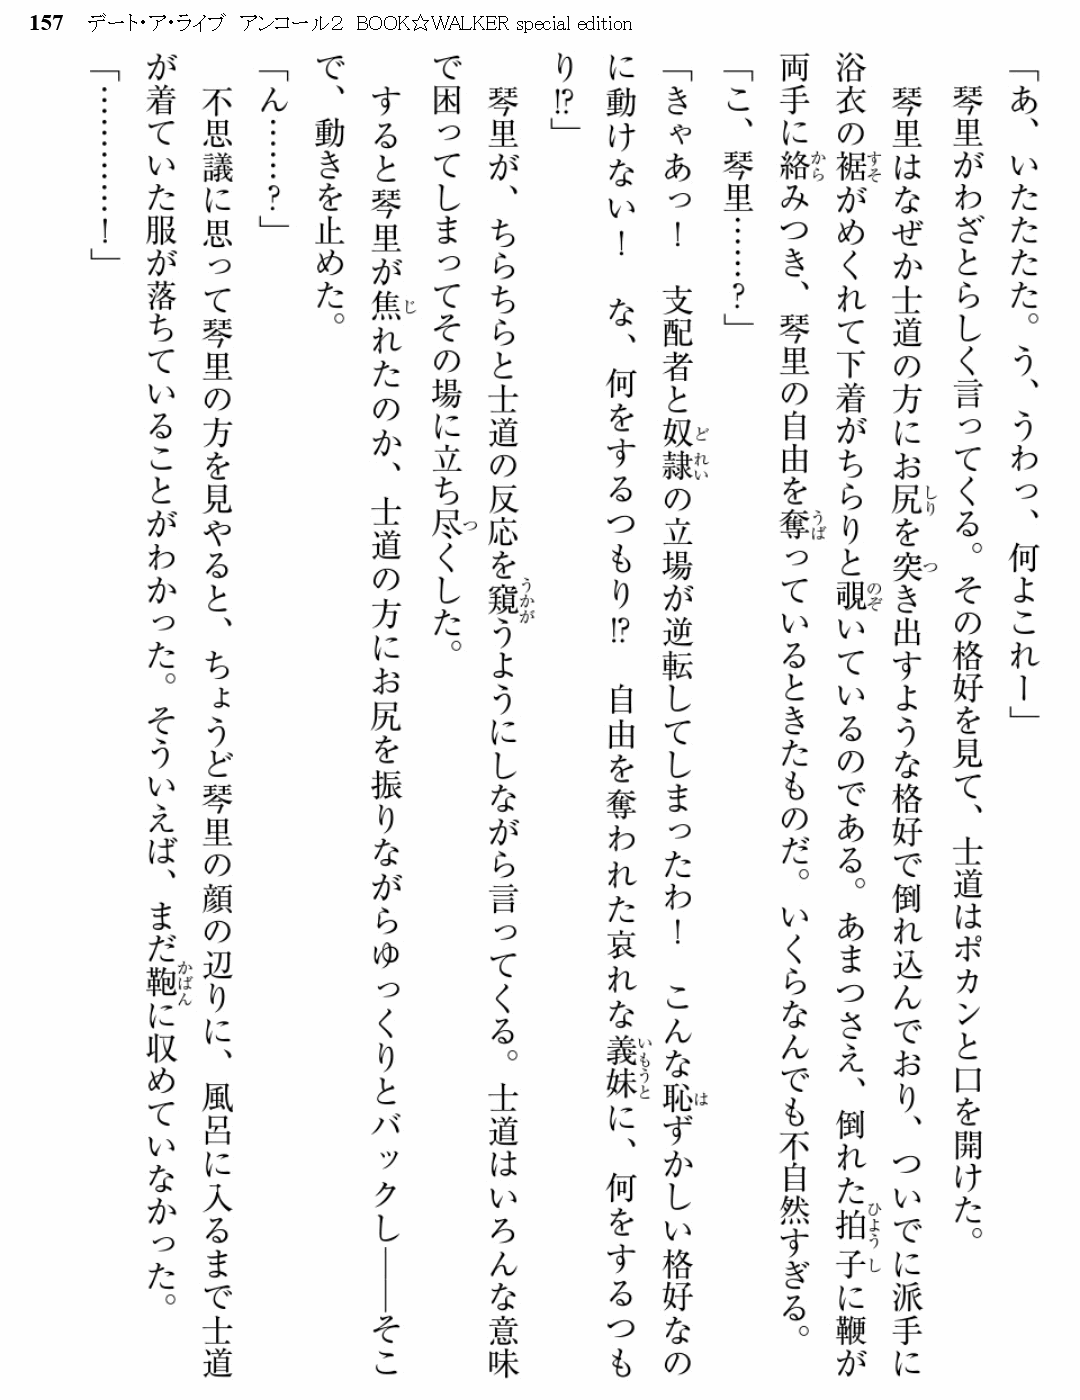 157 デート・ア・ライブ アンコール2 BOOK☆WALKER special edition
「あ、いたたたた。う、うわっ、何よこれー」
琴里がわざとらしく言ってくる。その格好を見て、士道はポカンと口を開けた。
琴里はなぜか士道の方にお尻を突き出すような格好で倒れ込んでおり、ついでに派手に
浴衣の裾がめくれて下着がちらりと覗いているのである。あまつさえ、倒れた拍子に鞭が
両手に絡みつき、琴里の自由を奪っているときたものだ。いくらなんでも不自然すぎる。
「こ、琴里……？」
「きゃあっ！　支配者と奴隷の立場が逆転してしまったわ！　こんな恥ずかしい格好なの
に動けない！　な、何をするつもり!?　自由を奪われた哀れな義妹に、何をするつも
り!?」
琴里が、ちらちらと士道の反応を窺うようにしながら言ってくる。士道はいろんな意味
で困ってしまってその場に立ち尽くした。
すると琴里が焦れたのか、士道の方にお尻を振りながらゆっくりとバックし――そこ
で、動きを止めた。
「ん……？」
不思議に思って琴里の方を見やると、ちょうど琴里の顔の辺りに、風呂に入るまで士道
が着ていた服が落ちていることがわかった。そういえば、まだ鞄に収めていなかった。
「…………！」